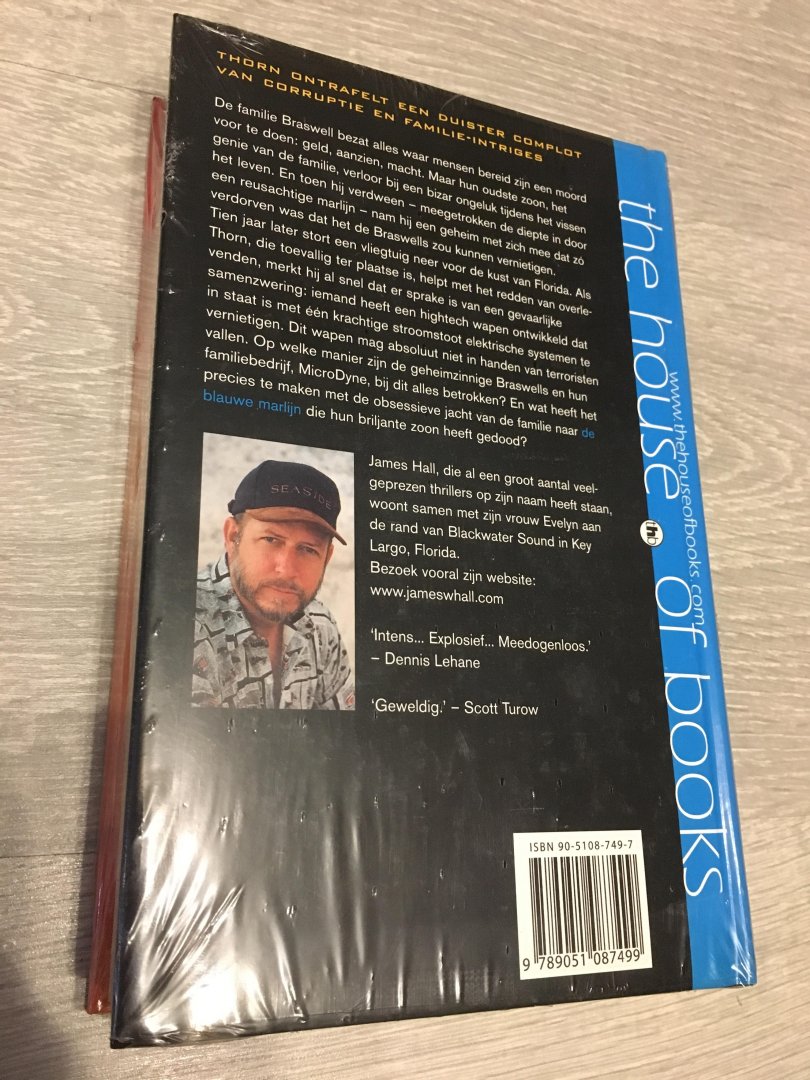 THORN ONTRAFELT EEN DUISTER COMPLOT
VAN CORRUPTIE EN FAMILIE-INTRIGES
De familie Braswell bezat alles waar mensen bereid zijn een moord
voor te doen: geld, aanzien, macht. Maar hun oudste zoon, het
genie van de familie, verloor bij een bizar ongeluk tijdens het vissen
het leven. En toen hij verdween – meegetrokken de diepte in door
een reusachtige marlijn – nam hij een geheim met zich mee dat zó
verdorven was dat het de Braswells zou kunnen vernietigen.
Tien jaar later stort een vliegtuig neer voor de kust van Florida. Als
Thorn, die toevallig ter plaatse is, helpt met het redden van overle-
venden, merkt hij al snel dat er sprake is van een gevaarlijke
samenzwering: iemand heeft een hightech wapen ontwikkeld dat
in staat is met één krachtige stroomstoot elektrische systemen te
vernietigen. Dit wapen mag absoluut niet in handen van terroristen
vallen. Op welke manier zijn de geheimzinnige Braswells en hun
familiebedrijf, MicroDyne, bij dit alles betrokken? En wat heeft het
precies te maken met de obsessieve jacht van de familie naar de
blauwe marlijn die hun briljante zoon heeft gedood?
SEASIDE
James Hall, die al een groot aantal veel-
geprezen thrillers op zijn naam heeft staan,
woont samen met zijn vrouw Evelyn aan
de rand van Blackwater Sound in Key
Largo, Florida.
Bezoek vooral zijn website:
www.jameswhall.com
‘Intens... Explosief... Meedogenloos.’
– Dennis Lehane
‘Geweldig.’ – Scott Turow
ISBN 90-5108-749-7
9 789051 087499
the house of books
thb
www.thehouseofbooks.com